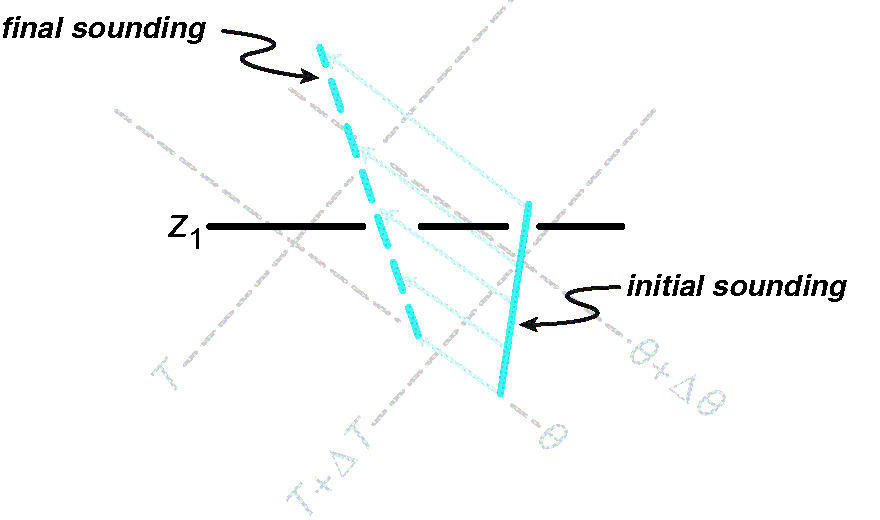 final sounding
Z1
initial sounding
T
T+ΔT
θ
θ+Δθ